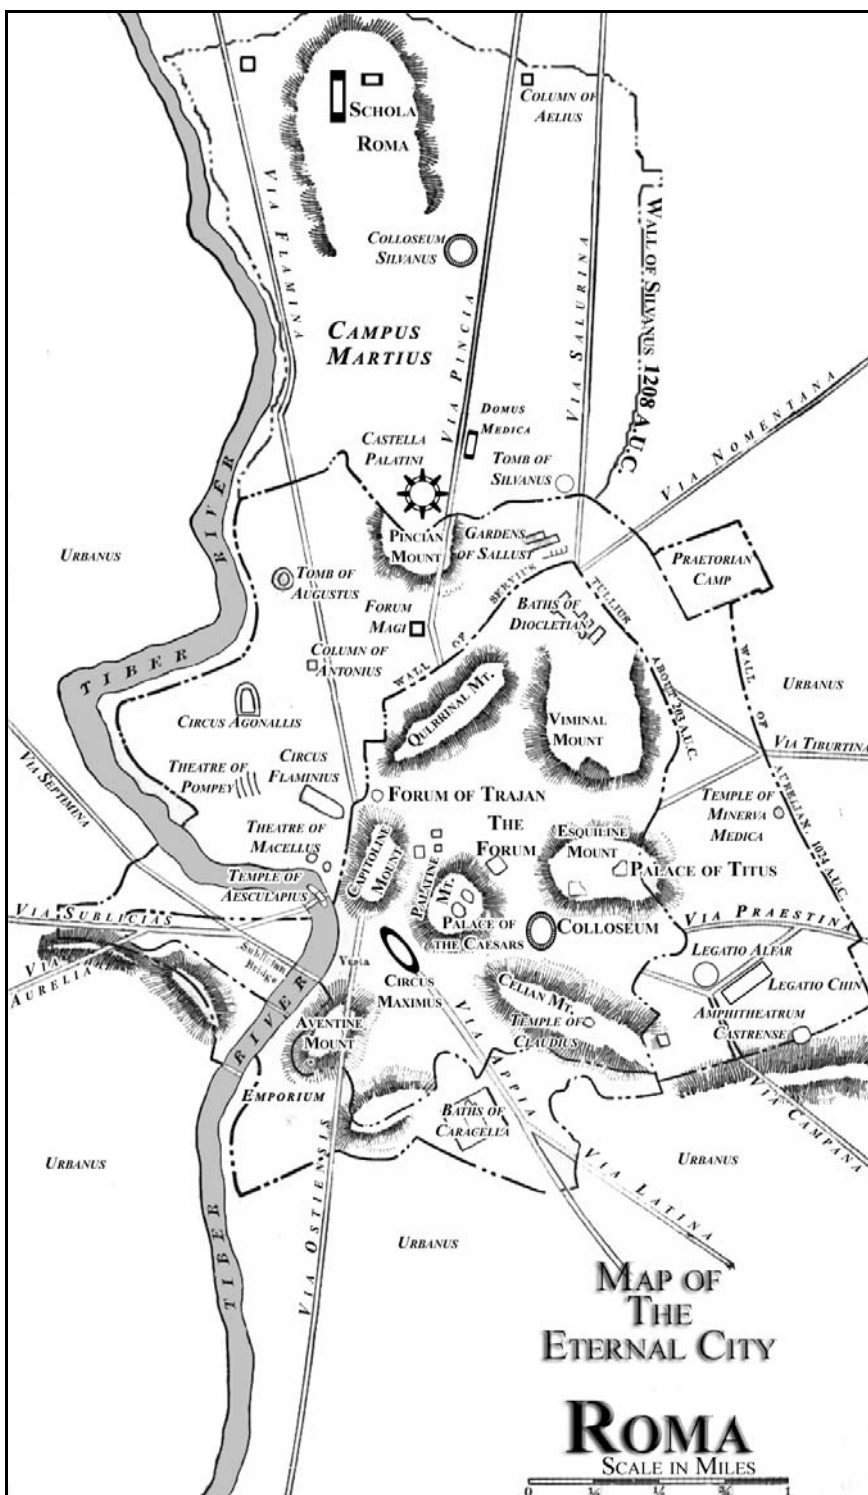 Schola
Roma
Column of
Aelius
Via Flamina
Colloseum
Silvanus
Campus
Martius
Via Pincia
Via Salurina
Wall of Silvanus 1208 A.U.C.
Via Nomentana
Domus
Medica
Castella
Palatini
Tomb of
Silvanus
Tiber River
Urbanus
Pincian
Mount
Gardens
of Sallust
Praetorian
Camp
Tomb of
Augustus
Forum
Magi
Baths of
Diocletian
Wall of Servius Tullius About 203 A.U.C.
Column of
Antonius
Quirrinal Mt.
Viminal
Mount
Urbanus
Wall of Aurelian. 1024 A.U.C.
Via Tiburtina
Circus Agonallis
Via Septimina
Theatre of
Pompey
Circus
Flaminius
Forum of Trajan
The
Forum
Temple of
Minerva
Medica
Theatre of
Macellus
Capitoline
Mount
Palatine
Mt.
Esquiline
Mount
Palace of Titus
Temple of
Aesculapius
Palace of
the Caesars
Colloseum
Via Sublicias
Via Praestina
Via
Aurelia
Sublician
Bridge
Vesta
Circus
Maximus
Celian Mt.
Temple of
Claudius
Legatio Alfar
Legatio Chin
Amphitheatrum
Castrense
Aventine
Mount
Emporium
Via Appia
Baths of
Caracella
Via Campana
Tiber River
Urbanus
Via Ostiensis
Via Latina
Urbanus
Urbanus
Map of
The
Eternal City
Roma
Scale in Miles
0 ¼ ½ ¾ 1